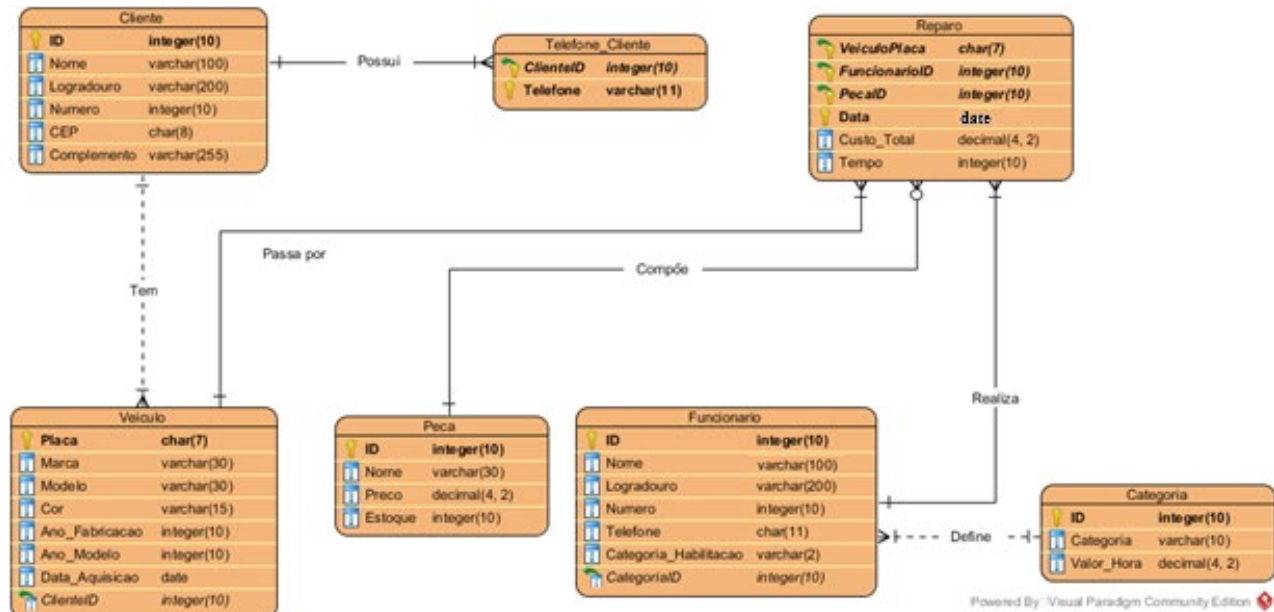 Cliente
ID integer(10)
Nome varchar(100)
Logradouro varchar(200)
Numero integer(10)
CEP char(8)
Complemento varchar(255)
Possui
Telefone_Cliente
ClienteID integer(10)
Telefone varchar(11)
Reparo
VeiculoPlaca char(7)
FuncionarioID integer(10)
PecaID integer(10)
Data date
Custo_Total decimal(4, 2)
Tempo integer(10)
Passa por
Compõe
Tem
Realiza
Veiculo
Placa char(7)
Marca varchar(30)
Modelo varchar(30)
Cor varchar(15)
Ano_Fabricacao integer(10)
Ano_Modelo integer(10)
Data_Aquisicao date
ClienteID integer(10)
Peca
ID integer(10)
Nome varchar(30)
Preco decimal(4, 2)
Estoque integer(10)
Funcionario
ID integer(10)
Nome varchar(100)
Logradouro varchar(200)
Numero integer(10)
Telefone char(11)
Categoria_Habilitacao varchar(2)
CategoriaID integer(10)
Define
Categoria
ID integer(10)
Categoria varchar(10)
Valor_Hora decimal(4, 2)
Powered By Visual Paradigm Community Edition